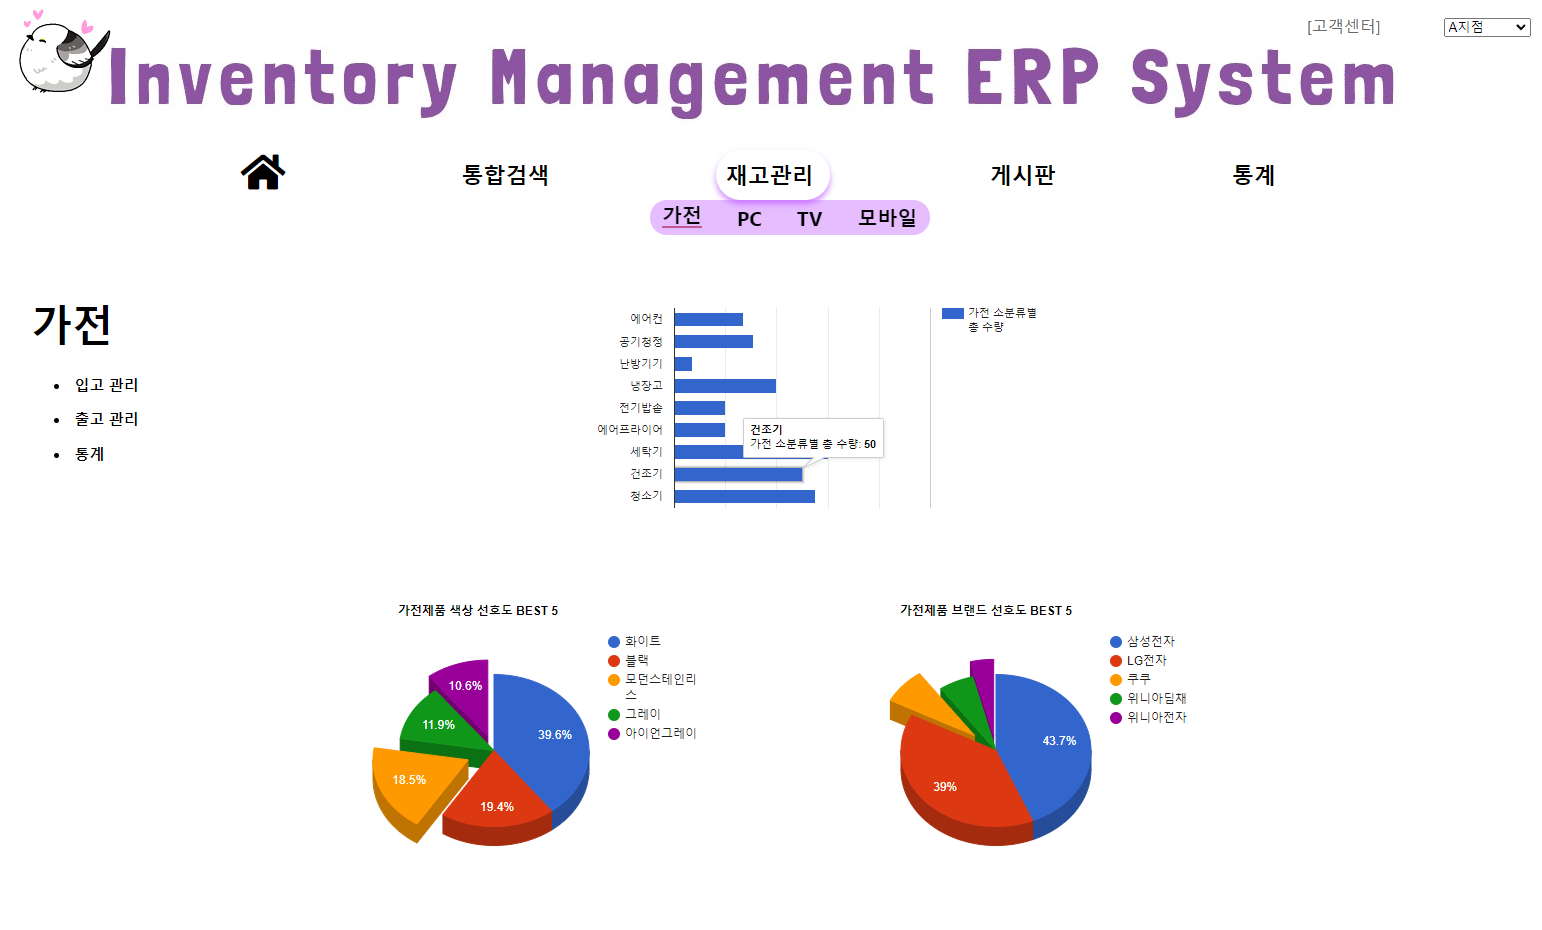 [고객센터]
A지점
Inventory Management ERP System
통합검색
재고관리
게시판
통계
가전
PC
TV
모바일
가전
입고 관리
출고 관리
통계
에어컨
공기청정
난방기기
냉장고
전기밥솥
에어프라이어
세탁기
건조기
청소기
건조기
가전 소분류별 총 수량: 50
가전 소분류별
총 수량
가전제품 색상 선호도 BEST 5
39.6%
19.4%
18.5%
11.9%
10.6%
화이트
블랙
모던스테인리
스
그레이
아이언그레이
가전제품 브랜드 선호도 BEST 5
43.7%
39%
삼성전자
LG전자
쿠쿠
위니아딤채
위니아전자